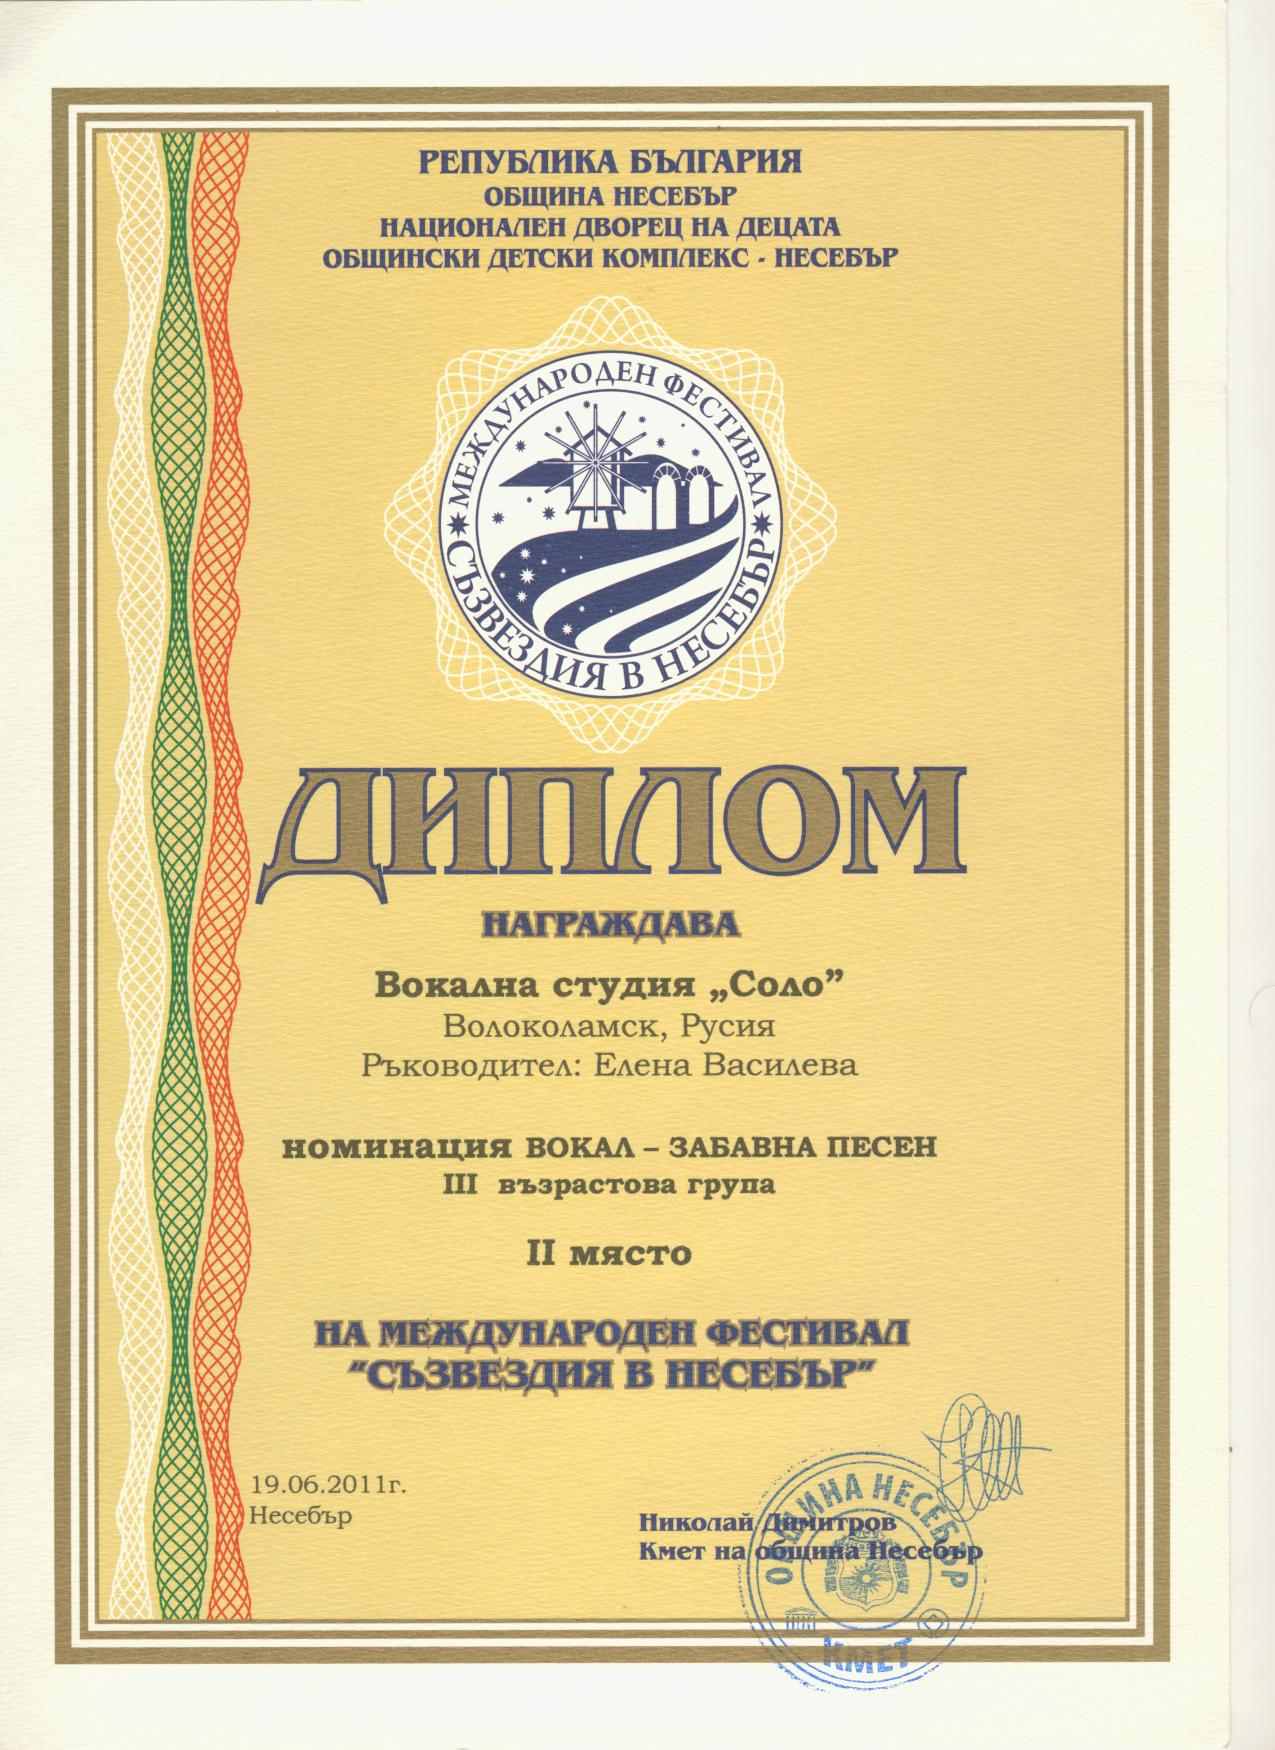 РЕПУБЛИКА БЪЛГАРИЯ
ОБЩИНА НЕСЕБЪР
НАЦИОНАЛЕН ДВОРЕЦ НА ДЕЦАТА
ОБЩИНСКИ ДЕТСКИ КОМПЛЕКС - НЕСЕБЪР
МЕЖДУНАРОДЕН ФЕСТИВАЛ
СЪЗВЕЗДИЯ В НЕСЕБЪР
ДИПЛОМ
НАГРАЖДАВА
Вокална студия „Соло”
Волоколамск, Русия
Ръководител: Елена Василева
номинация ВОКАЛ – ЗАБАВНА ПЕСЕН
III възрастова група
II място
НА МЕЖДУНАРОДЕН ФЕСТИВАЛ
"СЪЗВЕЗДИЯ В НЕСЕБЪР"
19.06.2011г.
Несебър
Николай Димитров
Кмет на община Несебър
ОБЩИНА НЕСЕБЪР
КМЕТ